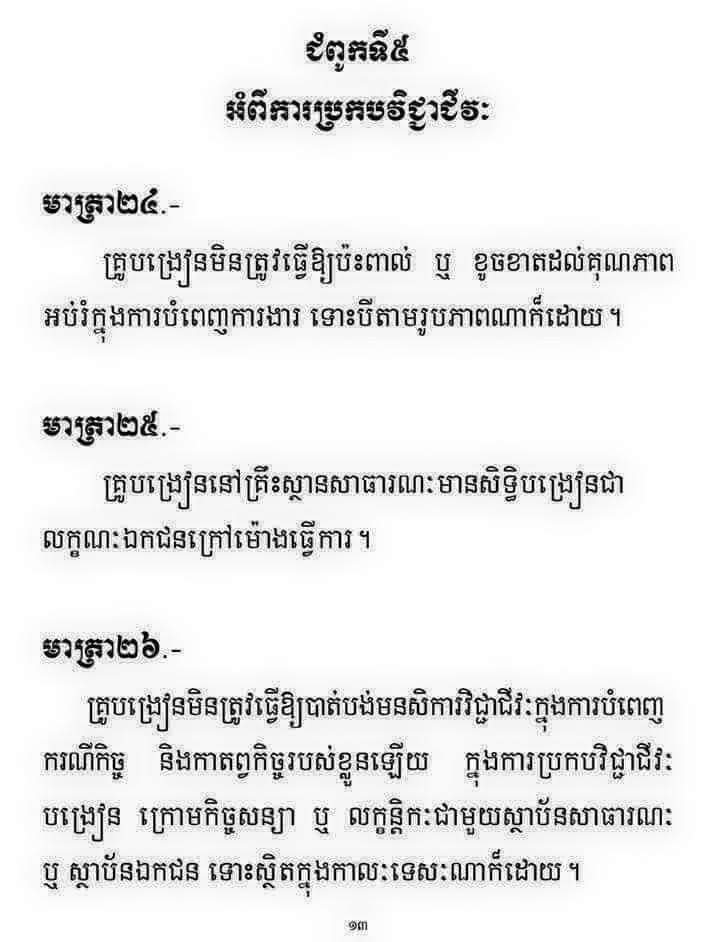 ជំពូកទី៥
អំពីការប្រកបវិជ្ជាជីវៈ
មាត្រា២៤.-
គ្រូបង្រៀនមិនត្រូវធ្វើឱ្យប៉ះពាល់ ឬ ខូចខាតដល់គុណភាព
អប់រំក្នុងការបំពេញការងារ ទោះបីតាមរូបភាពណាក៏ដោយ ។
មាត្រា២៥.-
គ្រូបង្រៀននៅគ្រឹះស្ថានសាធារណៈមានសិទ្ធិបង្រៀនជា
លក្ខណៈឯកជនក្រៅម៉ោងធ្វើការ ។
មាត្រា២៦.-
គ្រូបង្រៀនមិនត្រូវធ្វើឱ្យបាត់បង់មនសិការវិជ្ជាជីវៈក្នុងការបំពេញ
ករណីកិច្ច និងកាតព្វកិច្ចរបស់ខ្លួនឡើយ ក្នុងការប្រកបវិជ្ជាជីវៈ
បង្រៀន ក្រោមកិច្ចសន្យា ឬ លក្ខន្តិកៈជាមួយស្ថាប័នសាធារណៈ
ឬ ស្ថាប័នឯកជន ទោះស្ថិតក្នុងកាលៈទេសៈណាក៏ដោយ ។
១៣